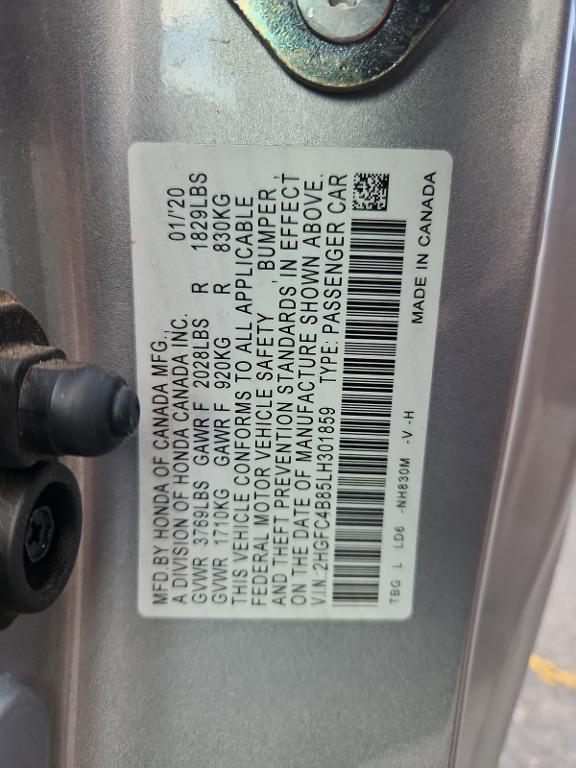 MFD BY HONDA OF CANADA MFG., 01/'20
A DIVISION OF HONDA CANADA INC.
GVWR 3769LBS GAWR F 2028LBS R 1829LBS
GVWR 1710KG GAWR F 920KG R 830KG
THIS VEHICLE CONFORMS TO ALL APPLICABLE
FEDERAL MOTOR VEHICLE SAFETY, BUMPER,
AND THEFT PREVENTION STANDARDS IN EFFECT
ON THE DATE OF MANUFACTURE SHOWN ABOVE.
V.I.N.:2HGFC4B85LH301859 TYPE: PASSENGER CAR
TBG L LD6 -NH830M -V -H
MADE IN CANADA